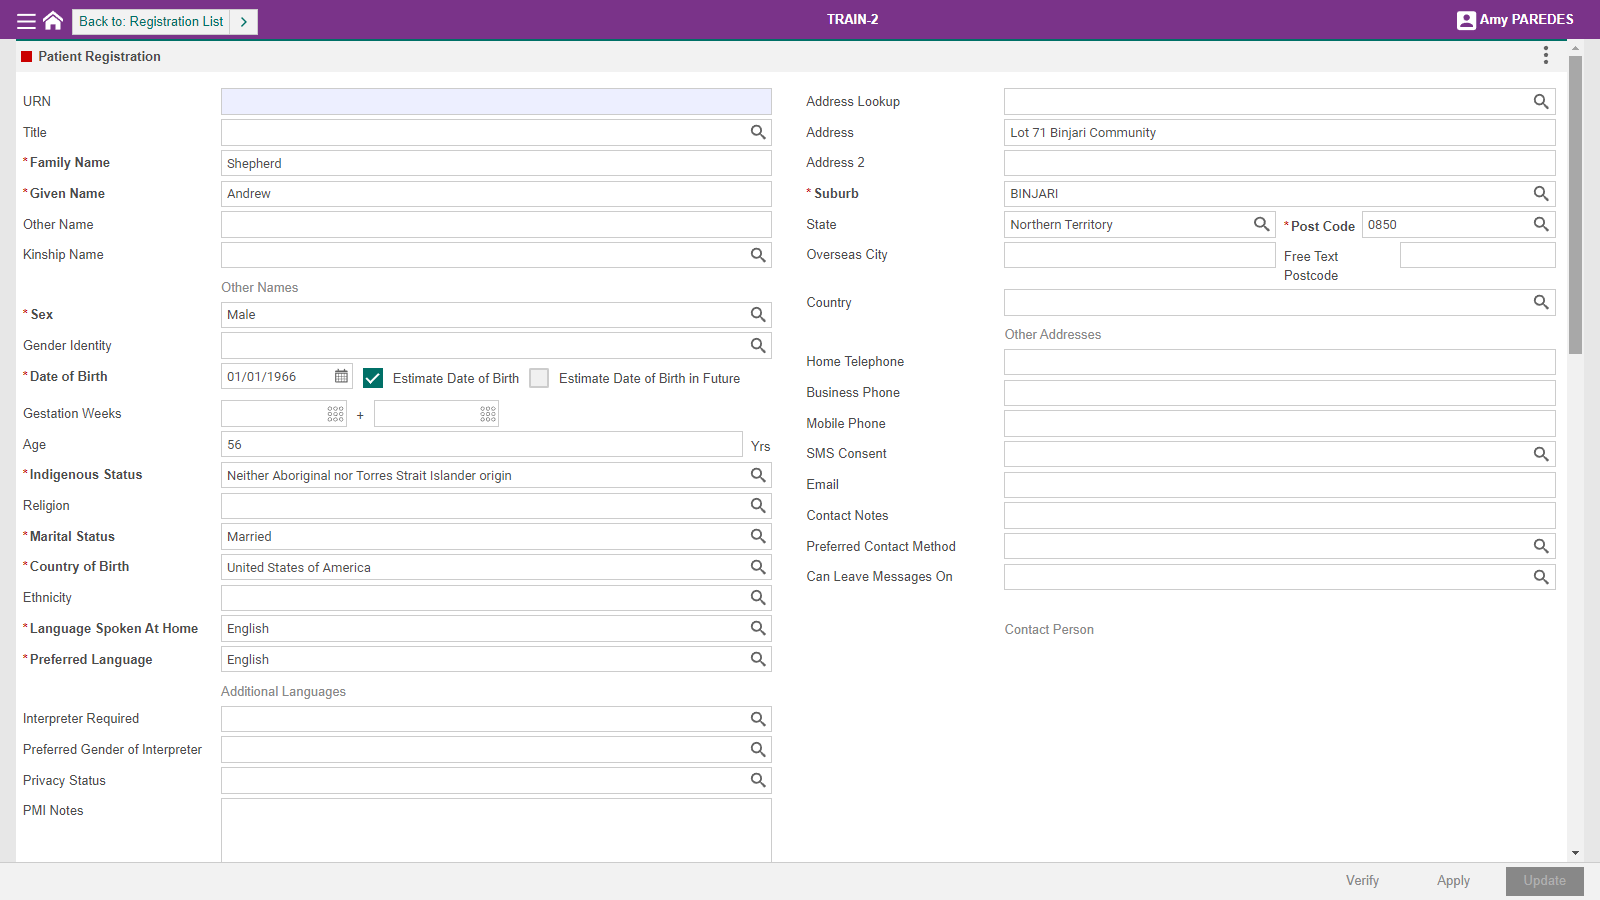 Back to: Registration List
TRAIN-2
Amy PAREDES
Patient Registration
URN
Title
*Family Name Shepherd
*Given Name Andrew
Other Name
Kinship Name
Other Names
*Sex Male
Gender Identity
*Date of Birth 01/01/1966 Estimate Date of Birth Estimate Date of Birth in Future
Gestation Weeks +
Age 56 Yrs
*Indigenous Status Neither Aboriginal nor Torres Strait Islander origin
Religion
*Marital Status Married
*Country of Birth United States of America
Ethnicity
*Language Spoken At Home English
*Preferred Language English
Additional Languages
Interpreter Required
Preferred Gender of Interpreter
Privacy Status
PMI Notes
Address Lookup
Address Lot 71 Binjari Community
Address 2
*Suburb BINJARI
State Northern Territory *Post Code 0850
Overseas City Free Text
Postcode
Country
Other Addresses
Home Telephone
Business Phone
Mobile Phone
SMS Consent
Email
Contact Notes
Preferred Contact Method
Can Leave Messages On
Contact Person
Verify Apply Update